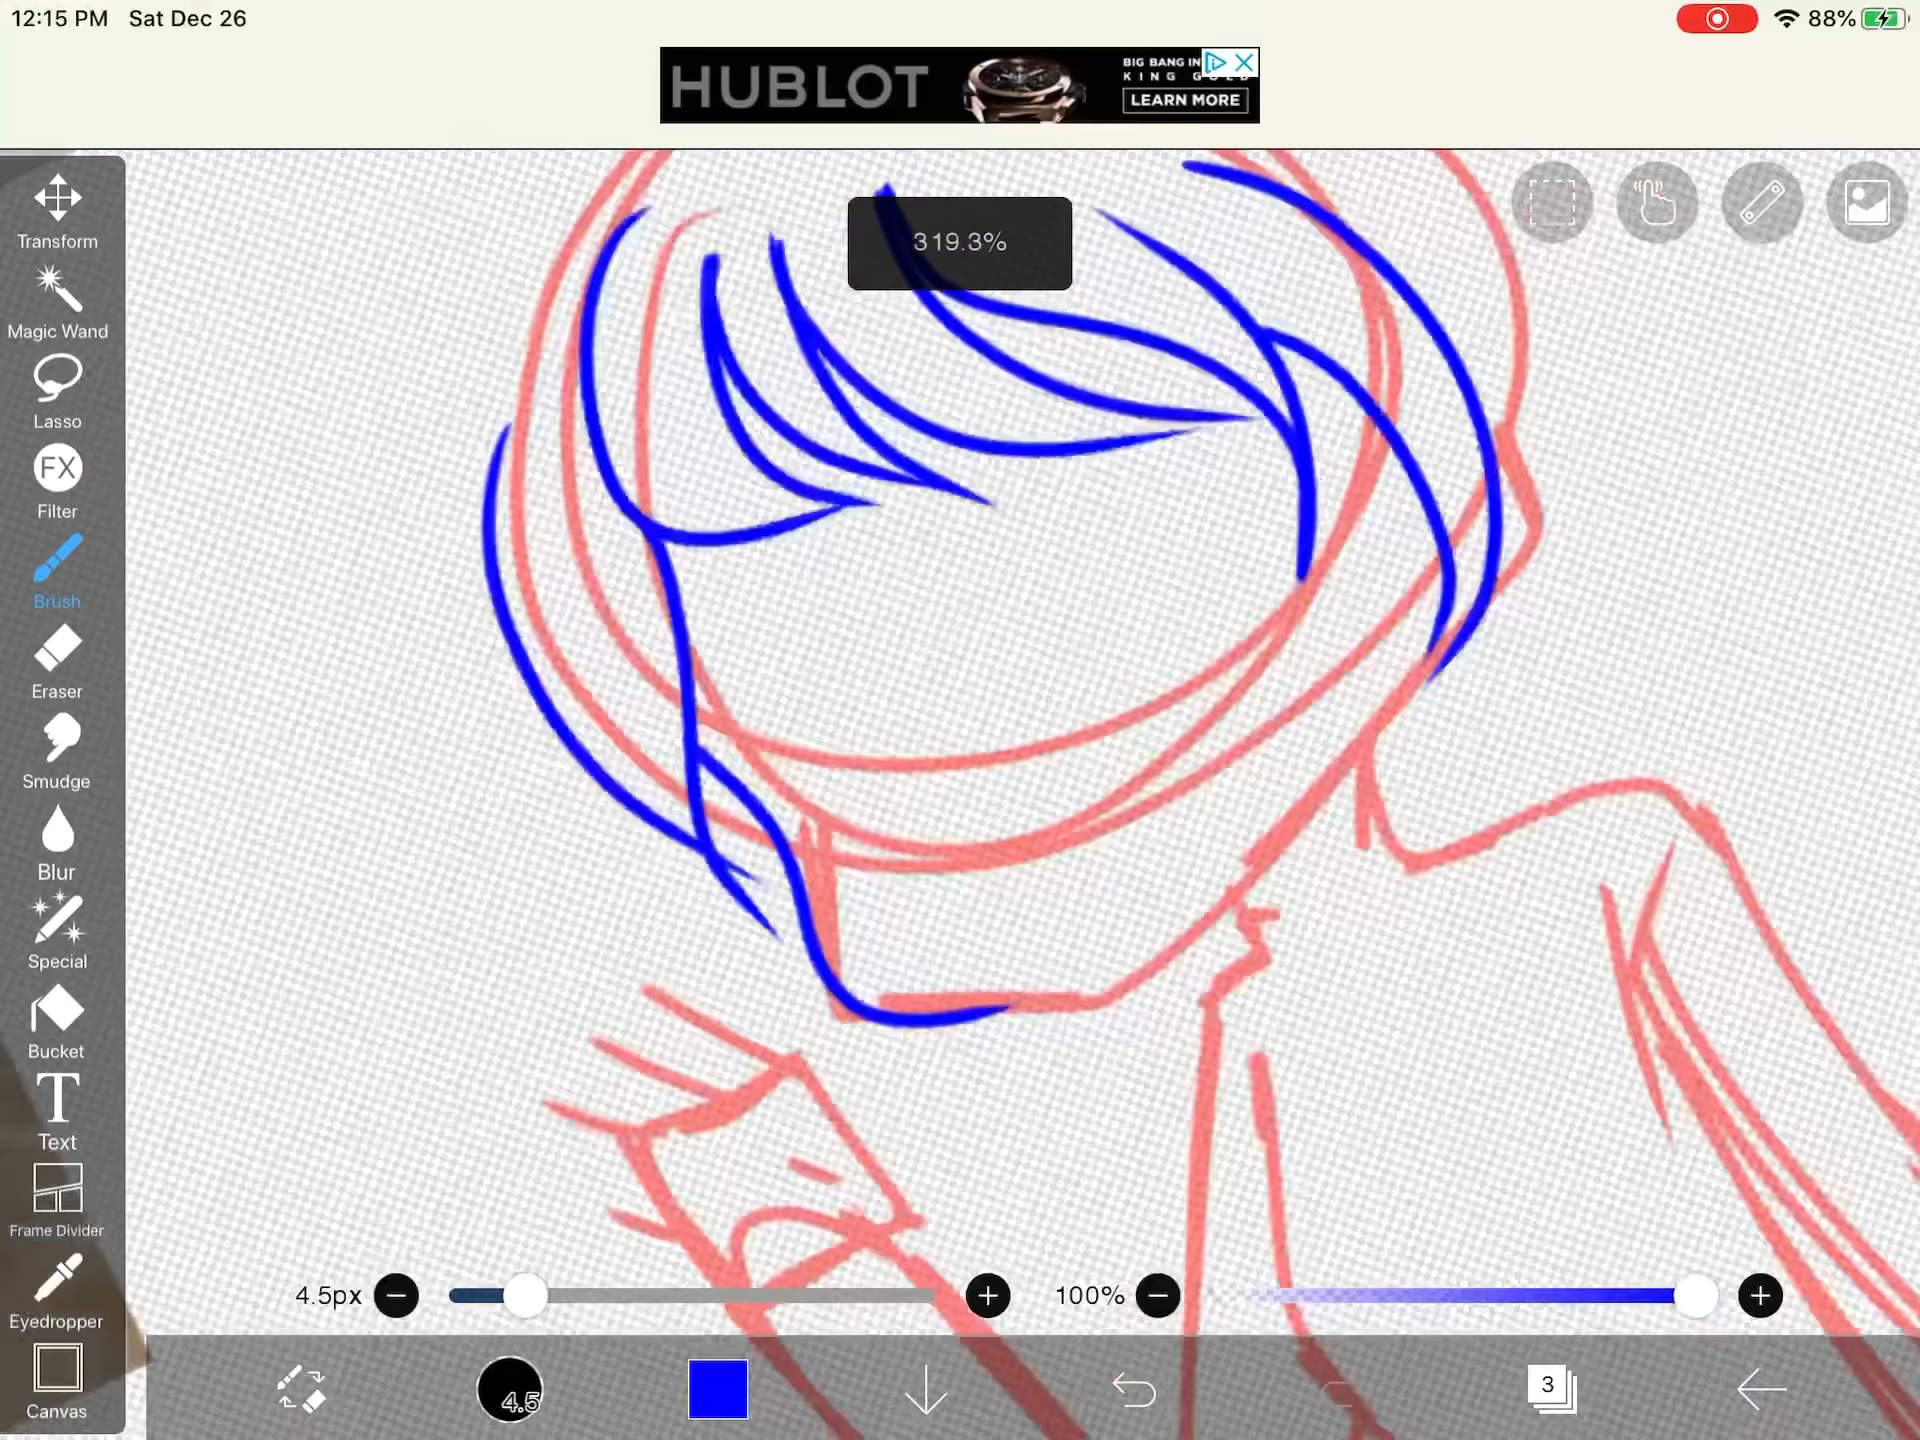 12:15 PM Sat Dec 26
88%
HUBLOT
BIG BANG IN
KING GOLD
LEARN MORE
319.3%
Transform
Magic Wand
Lasso
FX
Filter
Brush
Eraser
Smudge
Blur
Special
Bucket
T
Text
Frame Divider
Eyedropper
Canvas
4.5px
100%
4.5
3